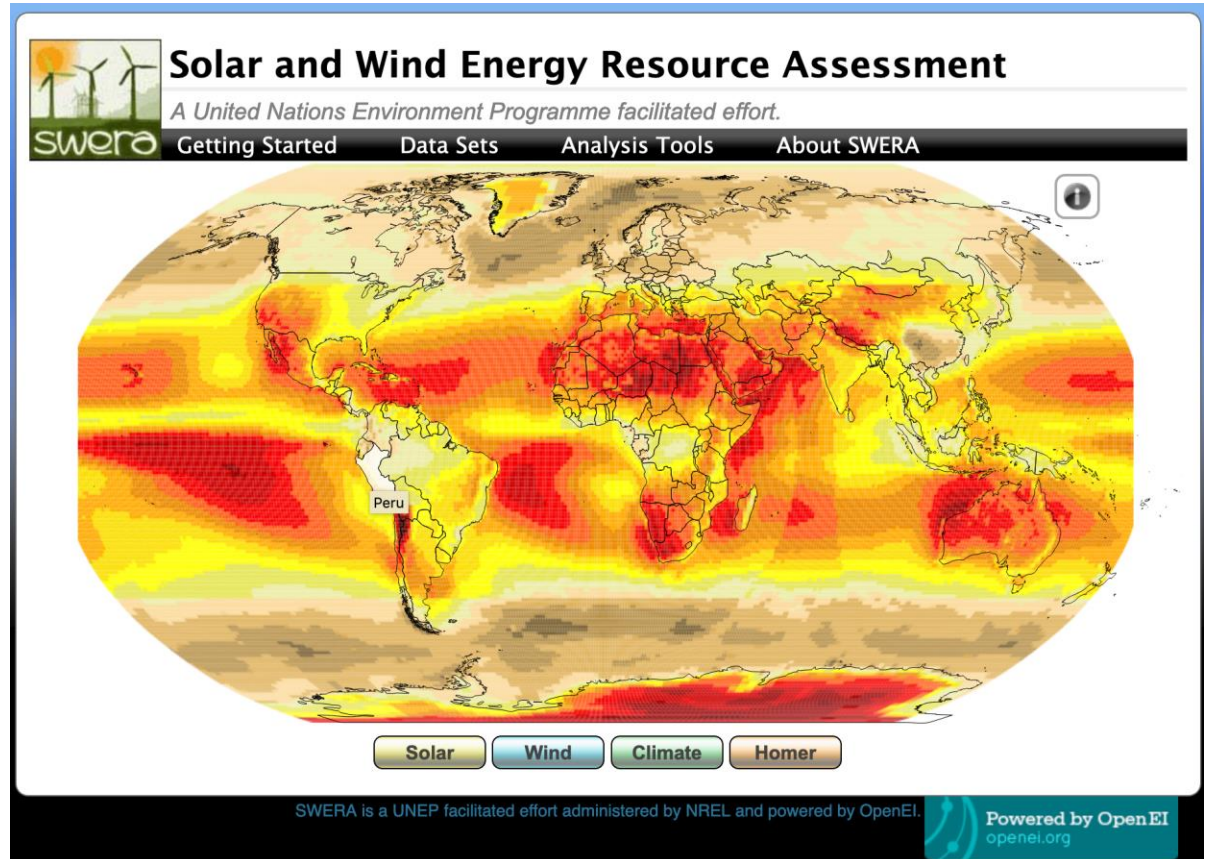 Solar and Wind Energy Resource Assessment
A United Nations Environment Programme facilitated effort.
swera
Getting Started Data Sets Analysis Tools About SWERA
i
Peru
Solar Wind Climate Homer
SWERA is a UNEP facilitated effort administered by NREL and powered by OpenEI.
Powered by OpenEI
openei.org